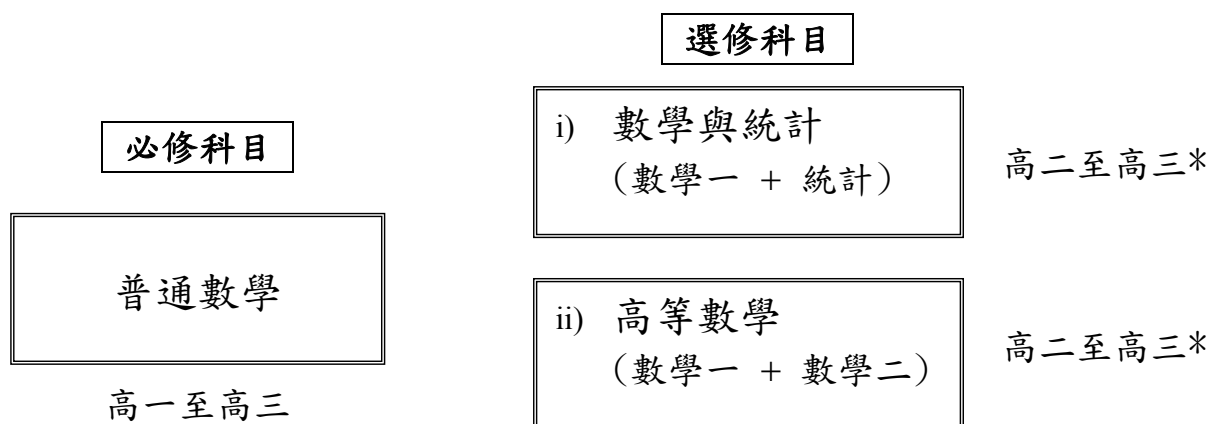 必修科目
普通數學
高一至高三
選修科目
i) 數學與統計
(數學一 + 統計)
高二至高三*
ii) 高等數學
(數學一 + 數學二)
高二至高三*